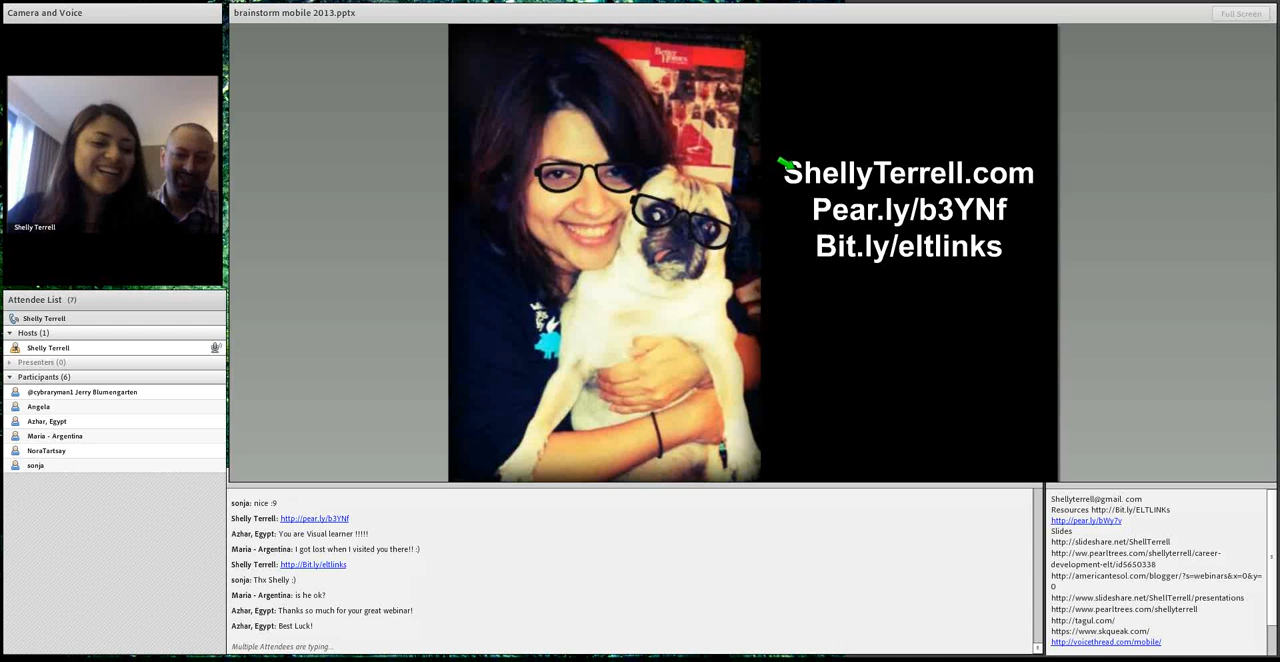 Camera and Voice
Shelly Terrell
Attendee List (7)
Shelly Terrell
Hosts (1)
Shelly Terrell
Presenters (0)
Participants (6)
@cybraryman1 Jerry Blumengarten
Angela
Azhar, Egypt
Maria - Argentina
NoraTartsay
sonja
brainstorm mobile 2013.pptx
Full Screen
Better
Homes
ShellyTerrell.com
Pear.ly/b3YNf
Bit.ly/eltlinks
sonja: nice :9
Shelly Terrell: http://pear.ly/b3YNf
Azhar, Egypt: You are Visual learner !!!!!
Maria - Argentina: I got lost when I visited you there!! :)
Shelly Terrell: http://Bit.ly/eltlinks
sonja: Thx Shelly :)
Maria - Argentina: is he ok?
Azhar, Egypt: Thanks so much for your great webinar!
Azhar, Egypt: Best Luck!
Multiple Attendees are typing...
Shellyterrell@gmail. com
Resources http://Bit.ly/ELTLINKs
http://pear.ly/bWy7v
Slides
http://slideshare.net/ShellTerrell
http://ww.pearltrees.com/shellyterrell/career-
development-elt/id5650338
http://americantesol.com/blogger/?s=webinars&x=0&y=
0
http://www.slideshare.net/ShellTerrell/presentations
http://www.pearltrees.com/shellyterrell
http://tagul.com/
https://www.skqueak.com/
http://voicethread.com/mobile/